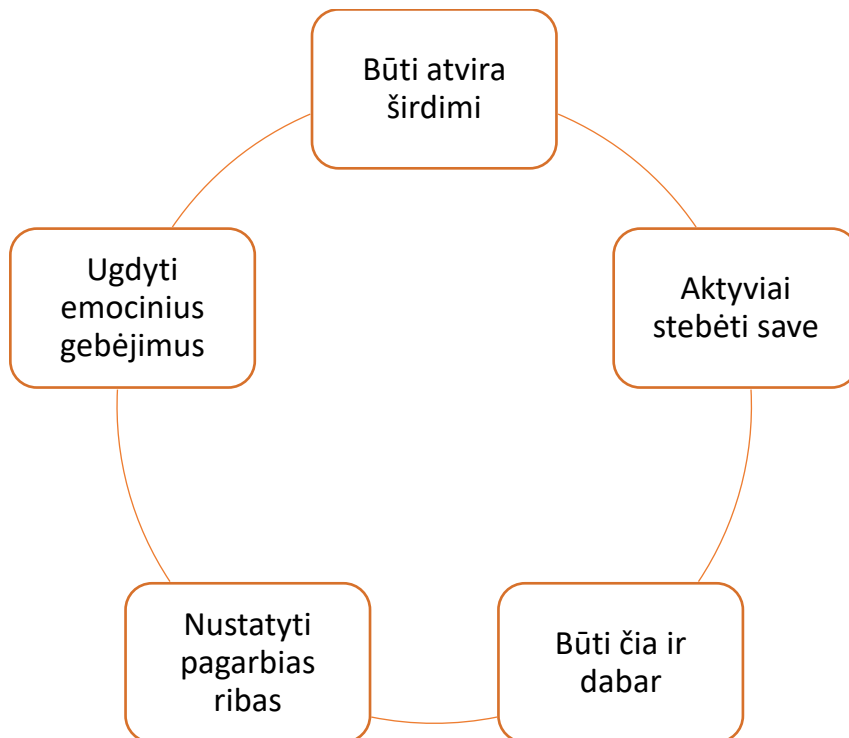 Būti atvira
širdimi
Aktyviai
stebėti save
Būti čia ir
dabar
Nustatyti
pagarbias
ribas
Ugdyti
emocinius
gebėjimus